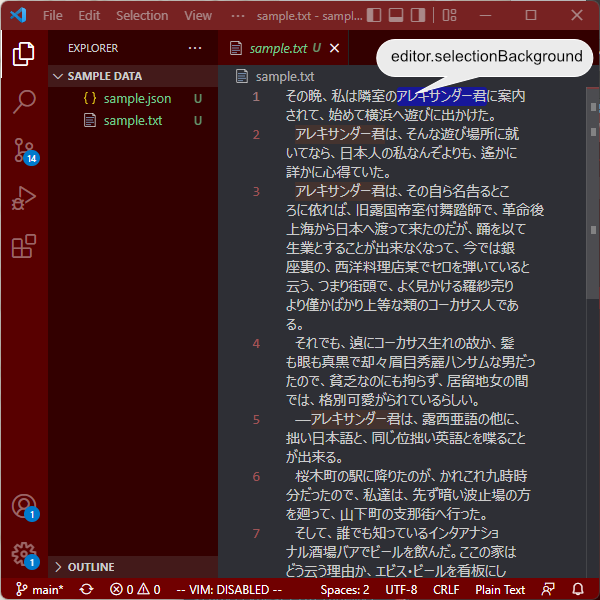 File Edit Selection View ··· sample.txt - sampl...
EXPLORER ···
sample.txt U
editor.selectionBackground
SAMPLE DATA
sample.txt
{} sample.json U
sample.txt U
1 その晩、私は隣室のアレキサンダー君に案内
されて、始めて横浜へ遊びに出かけた。
2 アレキサンダー君は、そんな遊び場所に就
いてなら、日本人の私なんぞよりも、遙かに
詳かに心得ていた。
3 アレキサンダー君は、その自ら名告るとこ
ろに依れば、旧露国帝室付舞踏師で、革命後
上海から日本へ渡って来たのだが、踊を以て
生業とすることが出来なくなって、今では銀
座裏の、西洋料理店某でセロを弾いていると
云う、つまり街頭で、よく見かける羅紗売り
より僅かばかり上等な類のコーカサス人であ
る。
4 それでも、遉にコーカサス生れの故か、髪
も眼も真黒で却々眉目秀麗ハンサムな男だっ
たので、貧乏なのにも拘らず、居留地女の間
では、格別可愛がられているらしい。
5 ―アレキサンダー君は、露西亜語の他に、
拙い日本語と、同じ位拙い英語とを喋ること
が出来る。
6 桜木町の駅に降りたのが、かれこれ九時時
分だったので、私達は、先ず暗い波止場の方
を廻って、山下町の支那街へ行った。
7 そして、誰でも知っているインタアナショ
ナル酒場バアでビールを飲んだ。ここの家は
どう云う理由か、エビス・ビールを看板にし
14
1
1
OUTLINE
main* 0 0 -- VIM: DISABLED -- Spaces: 2 UTF-8 CRLF Plain Text